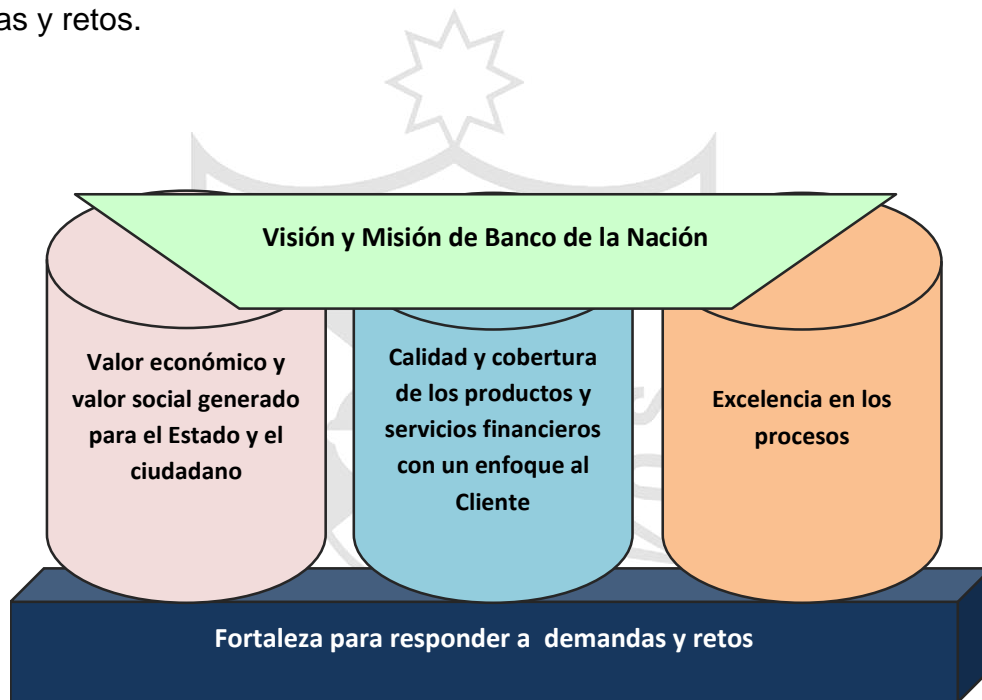 as y retos.
Visión y Misión de Banco de la Nación
Valor económico y
valor social generado
para el Estado y el
ciudadano
Calidad y cobertura
de los productos y
servicios financieros
con un enfoque al
Cliente
Excelencia en los
procesos
Fortaleza para responder a demandas y retos